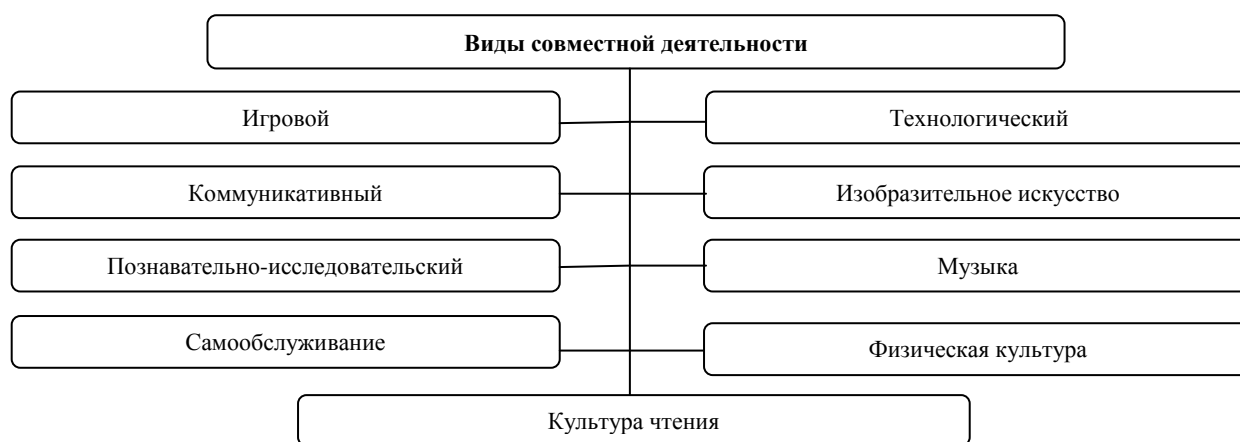 Виды совместной деятельности
Игровой
Технологический
Коммуникативный
Изобразительное искусство
Познавательно-исследовательский
Музыка
Самообслуживание
Физическая культура
Культура чтения